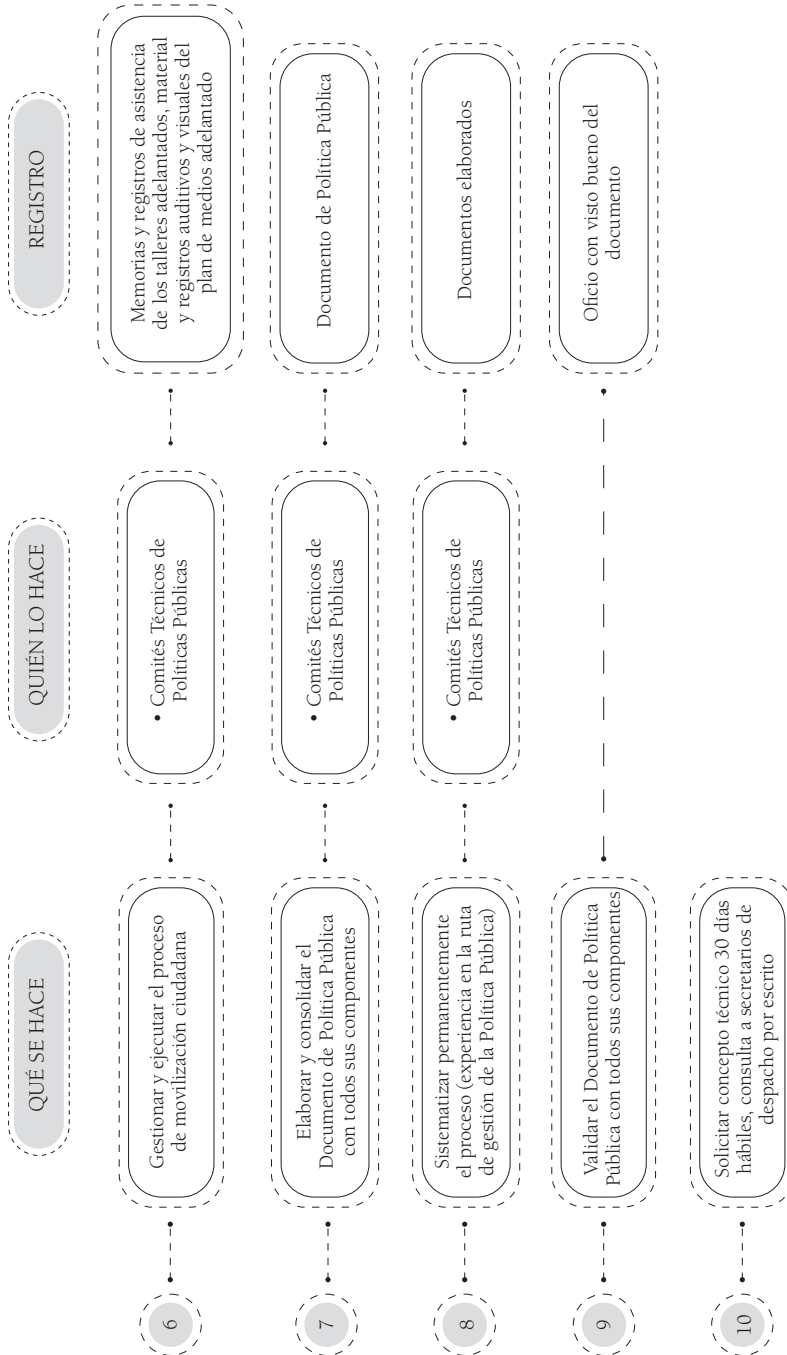 QUÉ SE HACE
QUIÉN LO HACE
REGISTRO
6
Gestionar y ejecutar el proceso
de movilización ciudadana
• Comités Técnicos de
Políticas Públicas
Memorias y registros de asistencia
de los talleres adelantados, material
y registros auditivos y visuales del
plan de medios adelantado
7
Elaborar y consolidar el
Documento de Política Pública
con todos sus componentes
• Comités Técnicos de
Políticas Públicas
Documento de Política Pública
8
Sistematizar permanentemente
el proceso (experiencia en la ruta
de gestión de la Política Pública)
• Comités Técnicos de
Políticas Públicas
Documentos elaborados
9
Validar el Documento de Política
Pública con todos sus componentes
Oficio con visto bueno del
documento
10
Solicitar concepto técnico 30 días
hábiles, consulta a secretarios de
despacho por escrito